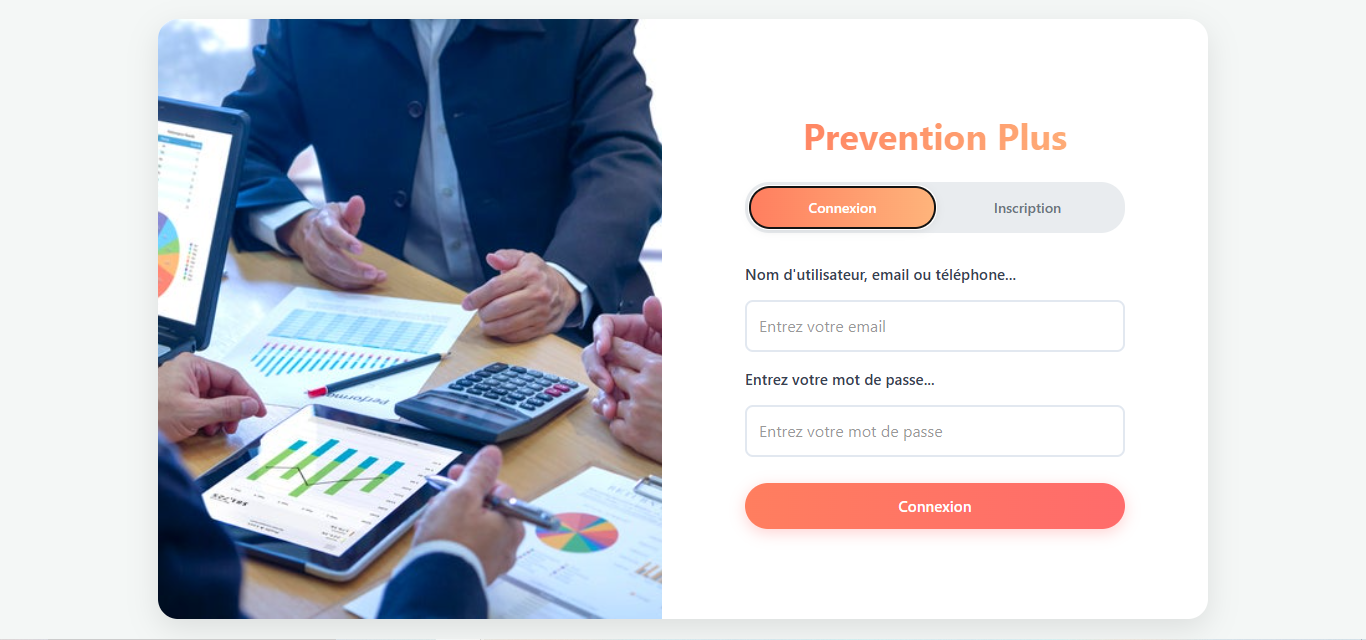 Prevention Plus
Connexion
Inscription
Nom d'utilisateur, email ou téléphone...
Entrez votre email
Entrez votre mot de passe...
Entrez votre mot de passe
Connexion